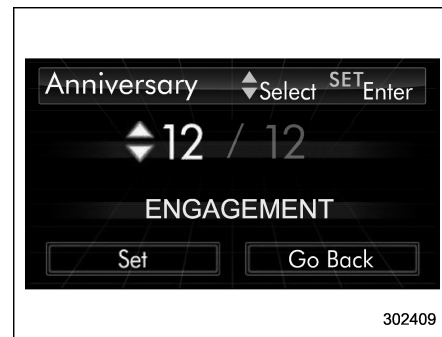 Anniversary Select SET Enter
12 / 12
ENGAGEMENT
Set Go Back
302409